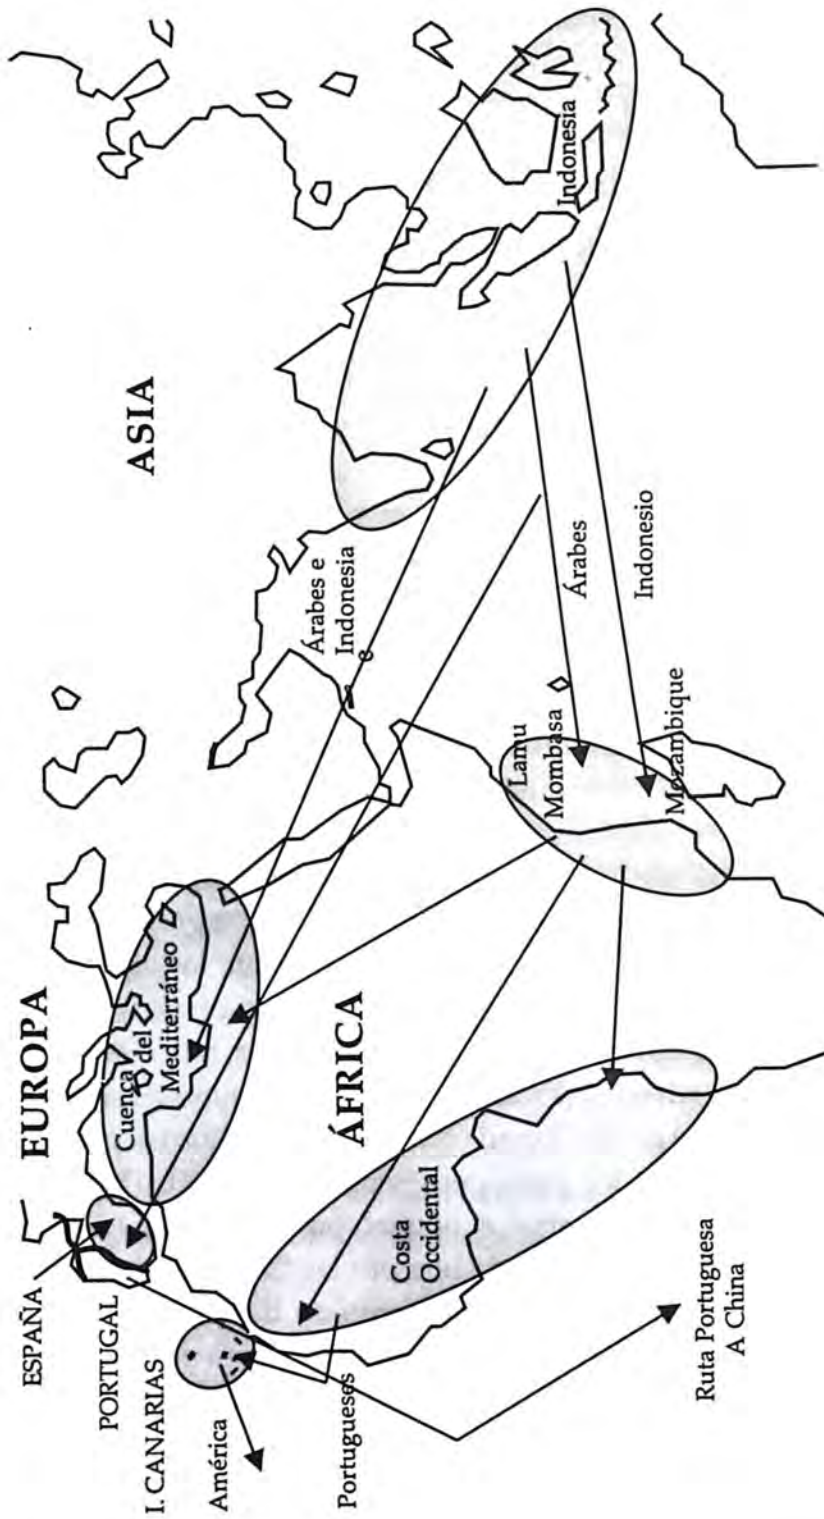 EUROPA
ASIA
ÁFRICA
ESPAÑA
PORTUGAL
I. CANARIAS
América
Portugueses
Cuenca
del
Mediterráneo
Costa
Occidental
Ruta Portuguesa
A China
Árabes e
Indonesia
Lamu
Mombasa
Mozambique
Árabes
Indonesio
Indonesia